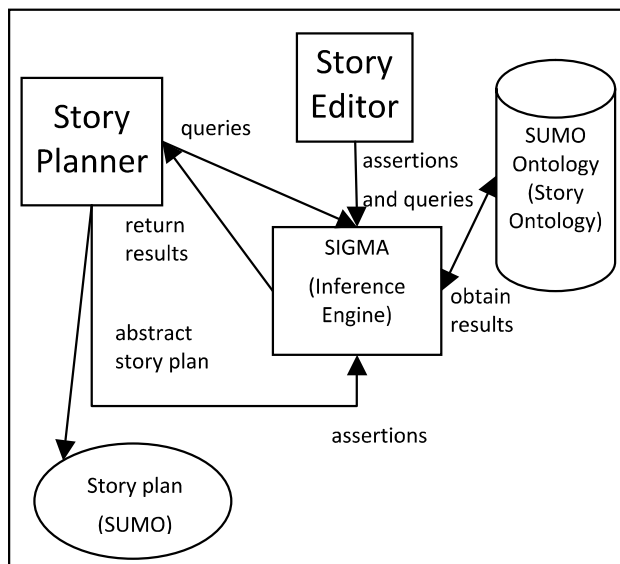 Story
Planner
queries
Story
Editor
assertions
and queries
SUMO
Ontology
(Story
Ontology)
return
results
SIGMA
(Inference
Engine)
obtain
results
abstract
story plan
assertions
Story plan
(SUMO)